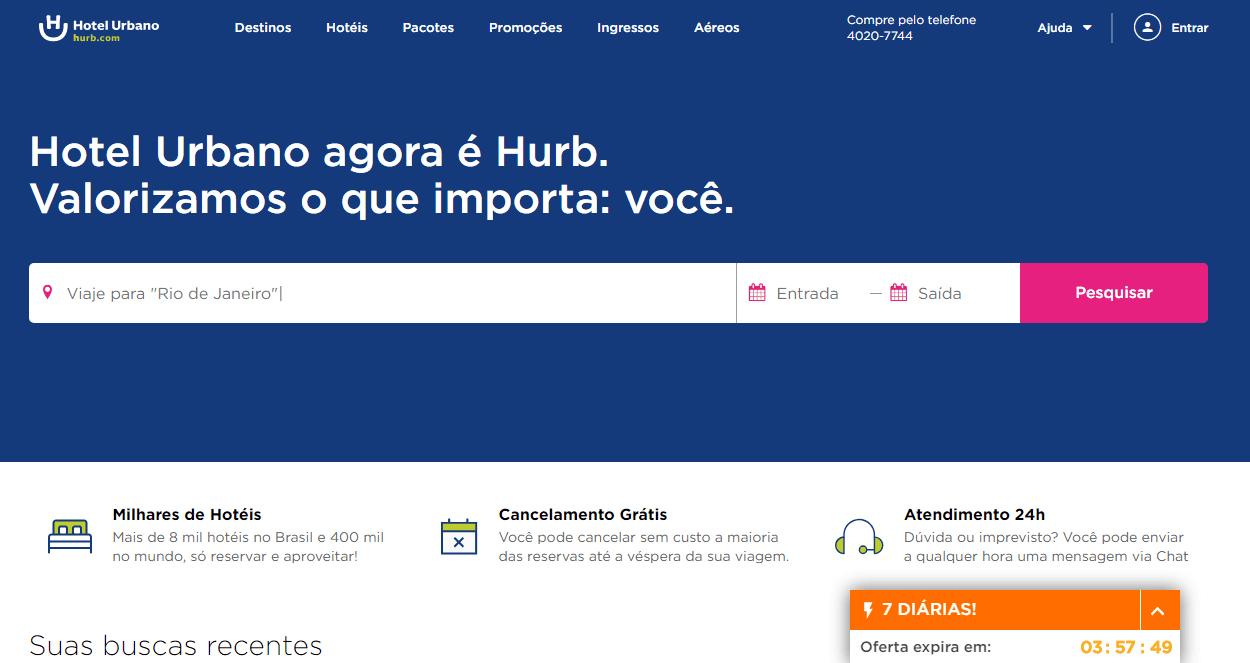 Hotel Urbano
hurb.com
Destinos
Hotéis
Pacotes
Promoções
Ingressos
Aéreos
Compre pelo telefone
4020-7744
Ajuda
Entrar
Hotel Urbano agora é Hurb.
Valorizamos o que importa: você.
Viaje para "Rio de Janeiro"|
Entrada
—
Saída
Pesquisar
Milhares de Hotéis
Mais de 8 mil hotéis no Brasil e 400 mil
no mundo, só reservar e aproveitar!
Cancelamento Grátis
Você pode cancelar sem custo a maioria
das reservas até a véspera da sua viagem.
Atendimento 24h
Dúvida ou imprevisto? Você pode enviar
a qualquer hora uma mensagem via Chat
7 DIÁRIAS!
Oferta expira em:
03 : 57 : 49
Suas buscas recentes